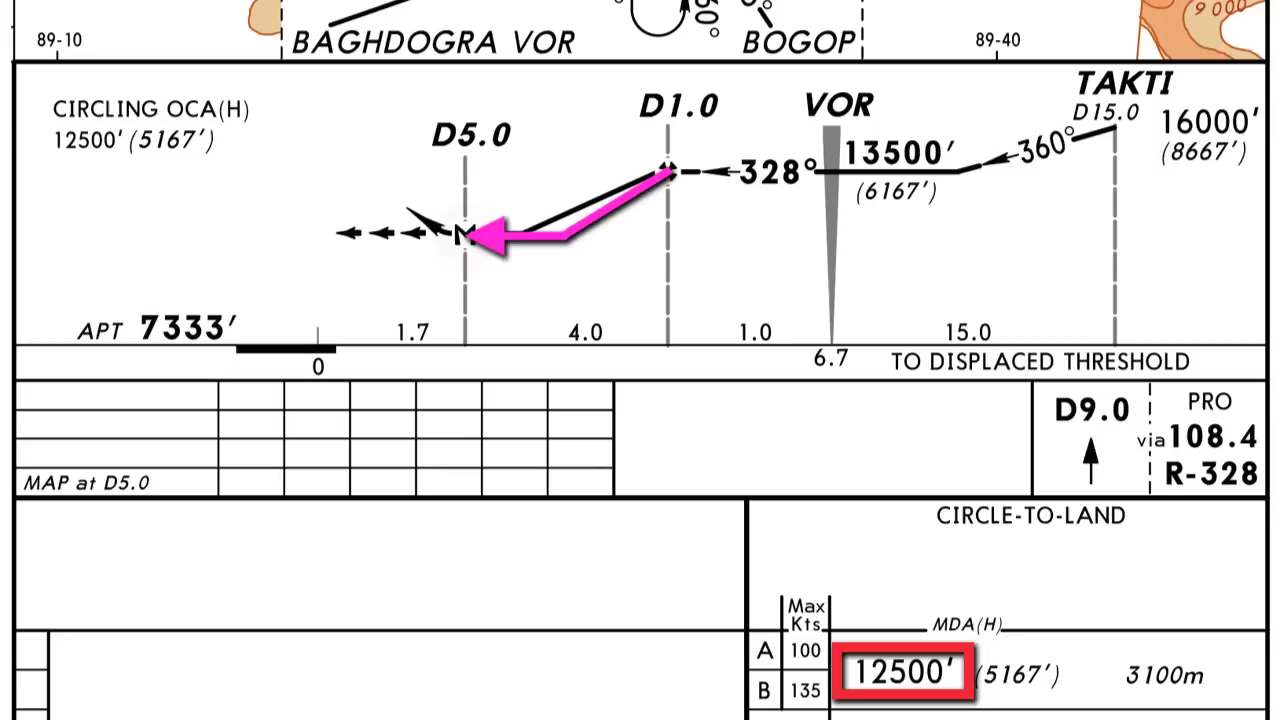 9 000
50°
89-10
BAGHDOGRA VOR
BOGOP
89-40
CIRCLING OCA(H)
12500' (5167')
D5.0
D1.0
VOR
TAKTI
D15.0
16000'
(8667')
328°
13500'
(6167')
360°
M
APT 7333'
1.7
4.0
1.0
15.0
0
6.7
TO DISPLACED THRESHOLD
D9.0
PRO
via 108.4
R-328
MAP at D5.0
CIRCLE-TO-LAND
Max
Kts
MDA(H)
A 100
12500' (5167') 3100m
B 135